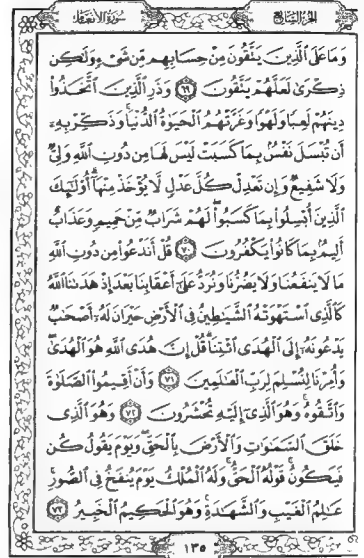 سورة الأنعام
الجزء السابع
وَمَا عَلَى ٱلَّذِينَ يَتَّقُونَ مِنْ حِسَابِهِم مِّن شَىْءٍ وَلَٰكِن
ذِكْرَىٰ لَعَلَّهُمْ يَتَّقُونَ ٦٩ وَذَرِ ٱلَّذِينَ ٱتَّخَذُوا۟
دِينَهُمْ لَعِبًا وَلَهْوًا وَغَرَّتْهُمُ ٱلْحَيَوٰةُ ٱلدُّنْيَا ۚ وَذَكِّرْ بِهِۦٓ
أَن تُبْسَلَ نَفْسٌۢ بِمَا كَسَبَتْ لَيْسَ لَهَا مِن دُونِ ٱللَّهِ وَلِىٌّ
وَلَا شَفِيعٌ وَإِن تَعْدِلْ كُلَّ عَدْلٍ لَّا يُؤْخَذْ مِنْهَآ ۗ أُو۟لَٰٓئِكَ
ٱلَّذِينَ أُبْسِلُوا۟ بِمَا كَسَبُوا۟ ۖ لَهُمْ شَرَابٌ مِّنْ حَمِيمٍ وَعَذَابٌ
أَلِيمٌۢ بِمَا كَانُوا۟ يَكْفُرُونَ ٧٠ قُلْ أَنَدْعُوا۟ مِن دُونِ ٱللَّهِ
مَا لَا يَنفَعُنَا وَلَا يَضُرُّنَا وَنُرَدُّ عَلَىٰٓ أَعْقَابِنَا بَعْدَ إِذْ هَدَىٰنَا ٱللَّهُ
كَٱلَّذِى ٱسْتَهْوَتْهُ ٱلشَّيَٰطِينُ فِى ٱلْأَرْضِ حَيْرَانَ لَهُۥٓ أَصْحَٰبٌ
يَدْعُونَهُۥٓ إِلَى ٱلْهُدَى ٱئْتِنَا ۗ قُلْ إِنَّ هُدَى ٱللَّهِ هُوَ ٱلْهُدَىٰ ۖ
وَأُمِرْنَا لِنُسْلِمَ لِرَبِّ ٱلْعَٰلَمِينَ ٧١ وَأَنْ أَقِيمُوا۟ ٱلصَّلَوٰةَ
وَٱتَّقُوهُ ۚ وَهُوَ ٱلَّذِىٓ إِلَيْهِ تُحْشَرُونَ ٧٢ وَهُوَ ٱلَّذِى
خَلَقَ ٱلسَّمَٰوَٰتِ وَٱلْأَرْضَ بِٱلْحَقِّ ۖ وَيَوْمَ يَقُولُ كُن
فَيَكُونُ ۚ قَوْلُهُ ٱلْحَقُّ ۚ وَلَهُ ٱلْمُلْكُ يَوْمَ يُنفَخُ فِى ٱلصُّورِ ۚ
عَٰلِمُ ٱلْغَيْبِ وَٱلشَّهَٰدَةِ ۚ وَهُوَ ٱلْحَكِيمُ ٱلْخَبِيرُ ٧٣
١٣٥